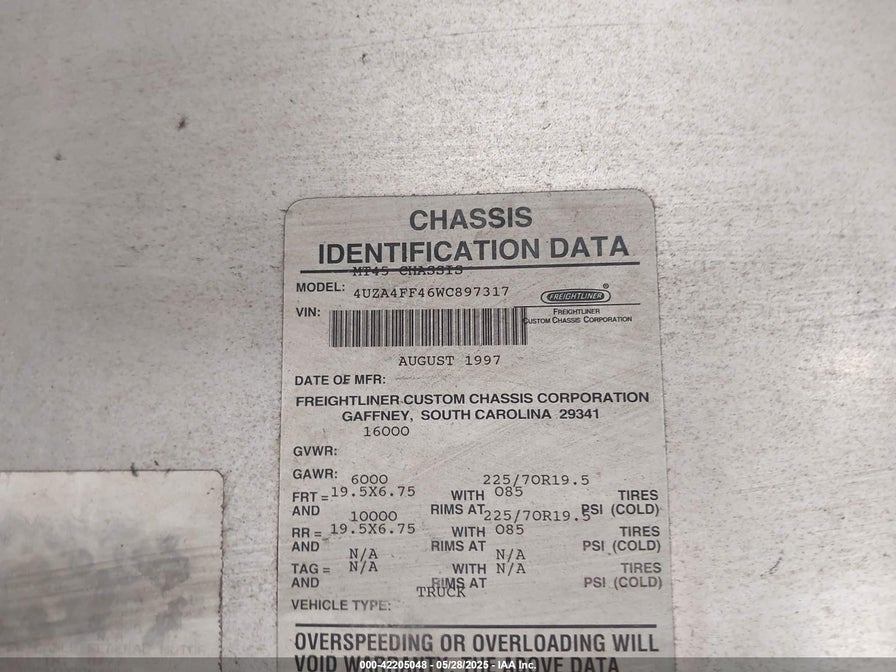 CHASSIS
IDENTIFICATION DATA
MT45 CHASSIS
MODEL: 4UZA4FF46WC897317
FREIGHTLINER®
VIN:
FREIGHTLINER
CUSTOM CHASSIS CORPORATION
AUGUST 1997
DATE OF MFR:
FREIGHTLINER CUSTOM CHASSIS CORPORATION
GAFFNEY, SOUTH CAROLINA 29341
16000
GVWR:
GAWR: 6000 225/70R19.5
FRT = 19.5X6.75 WITH 085 TIRES
AND RIMS AT PSI (COLD)
10000 225/70R19.5
RR = 19.5X6.75 WITH 085 TIRES
AND RIMS AT PSI (COLD)
N/A N/A
TAG = N/A WITH N/A TIRES
AND RIMS AT PSI (COLD)
TRUCK
VEHICLE TYPE:
OVERSPEEDING OR OVERLOADING WILL
VOID DATA
000-42205048 - 05/28/2025 - IAA Inc.